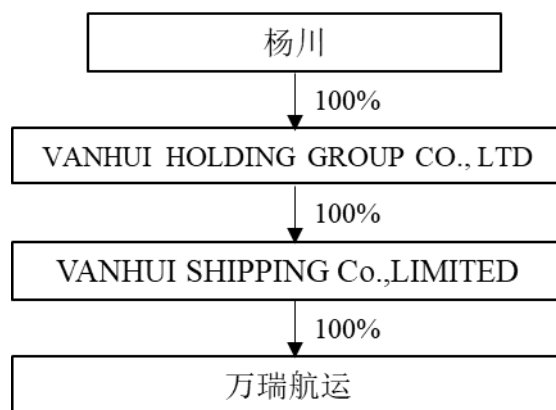 杨川
100%
VANHUI HOLDING GROUP CO., LTD
100%
VANHUI SHIPPING Co.,LIMITED
100%
万瑞航运